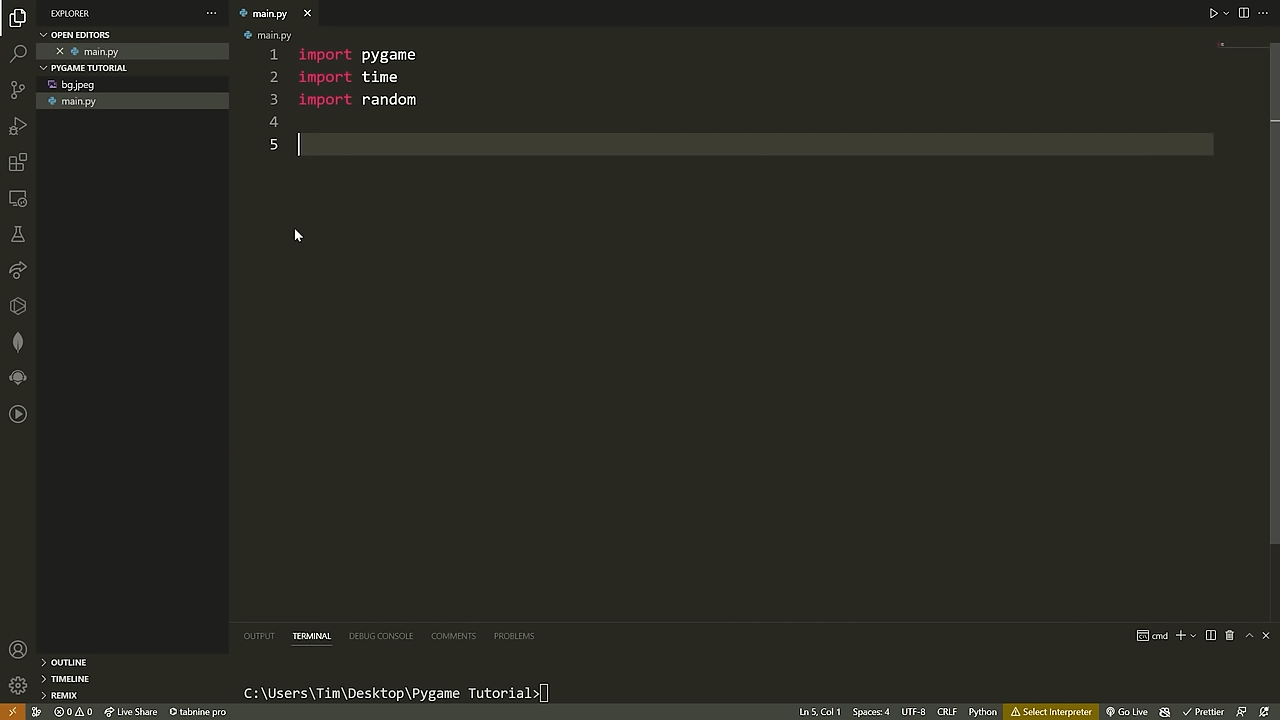 EXPLORER
OPEN EDITORS
main.py
PYGAME TUTORIAL
bg.jpeg
main.py
OUTLINE
TIMELINE
REMIX
main.py
main.py
1 import pygame
2 import time
3 import random
4
5
OUTPUT TERMINAL DEBUG CONSOLE COMMENTS PROBLEMS
cmd
C:\Users\Tim\Desktop\Pygame Tutorial>
0 0 Live Share tabnine pro Ln 5, Col 1 Spaces: 4 UTF-8 CRLF Python Select Interpreter Go Live Prettier